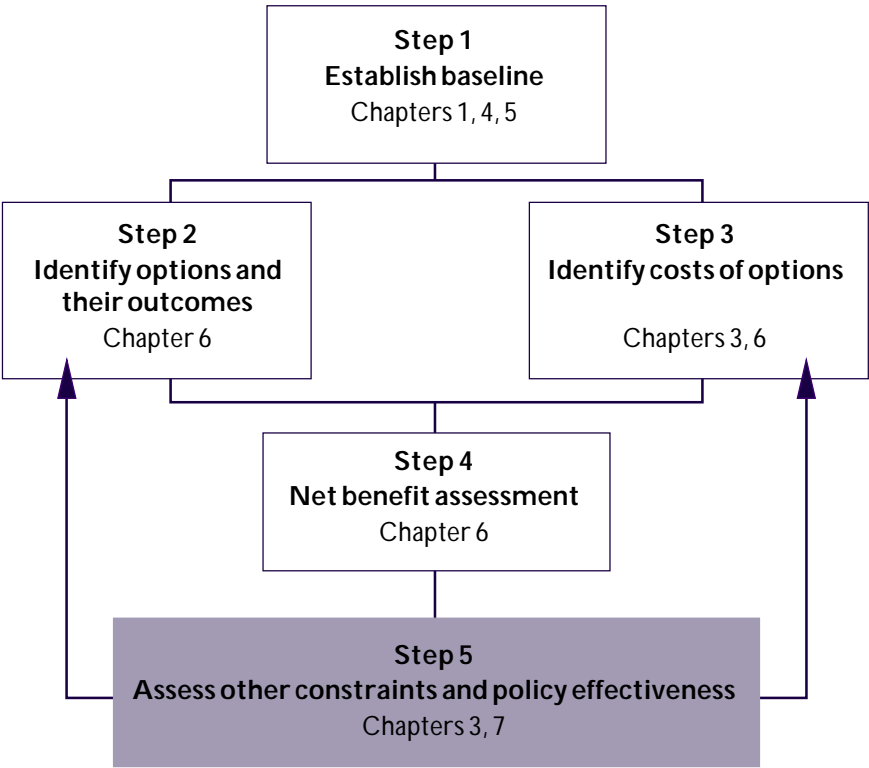 Step 1
Establish baseline
Chapters 1, 4, 5
Step 2
Identify options and
their outcomes
Chapter 6
Step 3
Identify costs of options
Chapters 3, 6
Step 4
Net benefit assessment
Chapter 6
Step 5
Assess other constraints and policy effectiveness
Chapters 3, 7